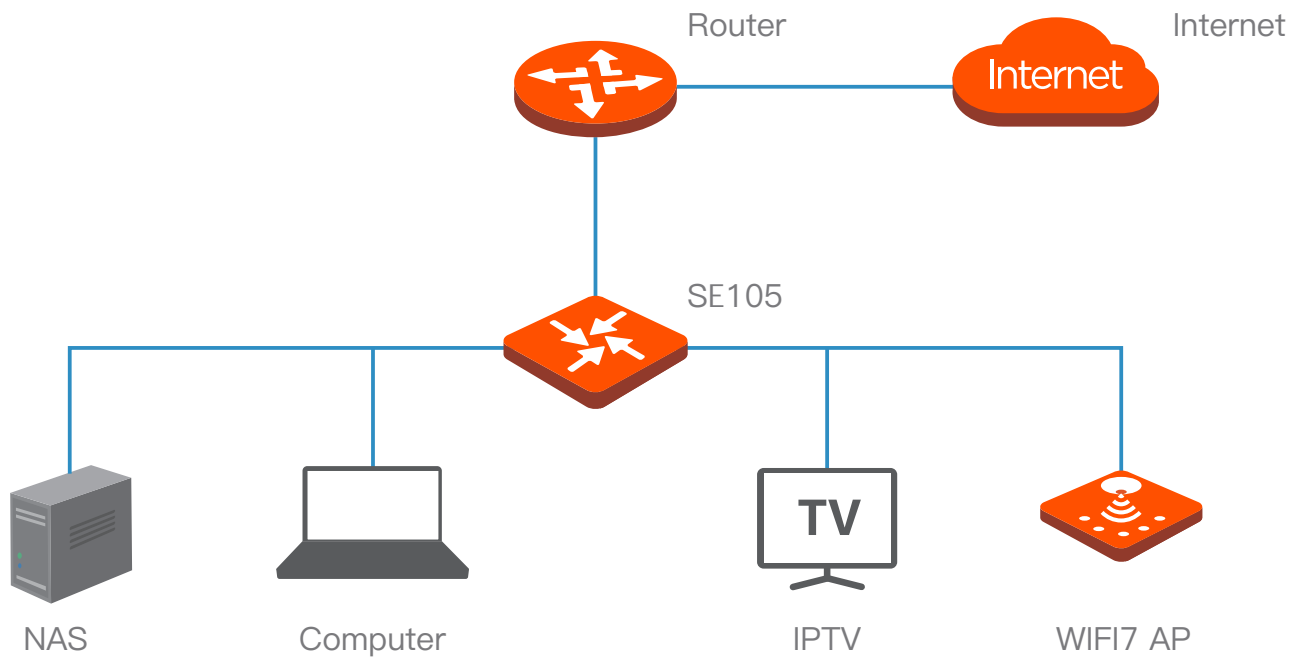 Router
Internet
Internet
SE105
TV
NAS
Computer
IPTV
WIFI7 AP